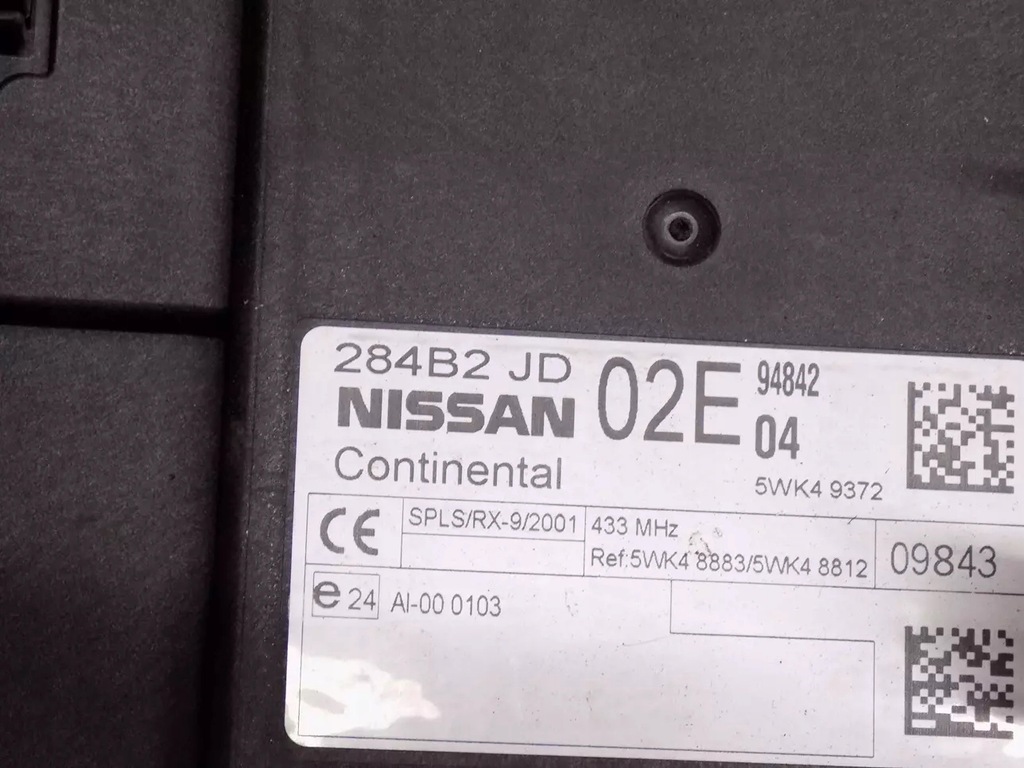 284B2 JD 02E 94842
NISSAN 04
Continental 5WK4 9372
CE SPLS/RX-9/2001 433 MHz
Ref:5WK4 8883/5WK4 8812 09843
e 24 AI-00 0103